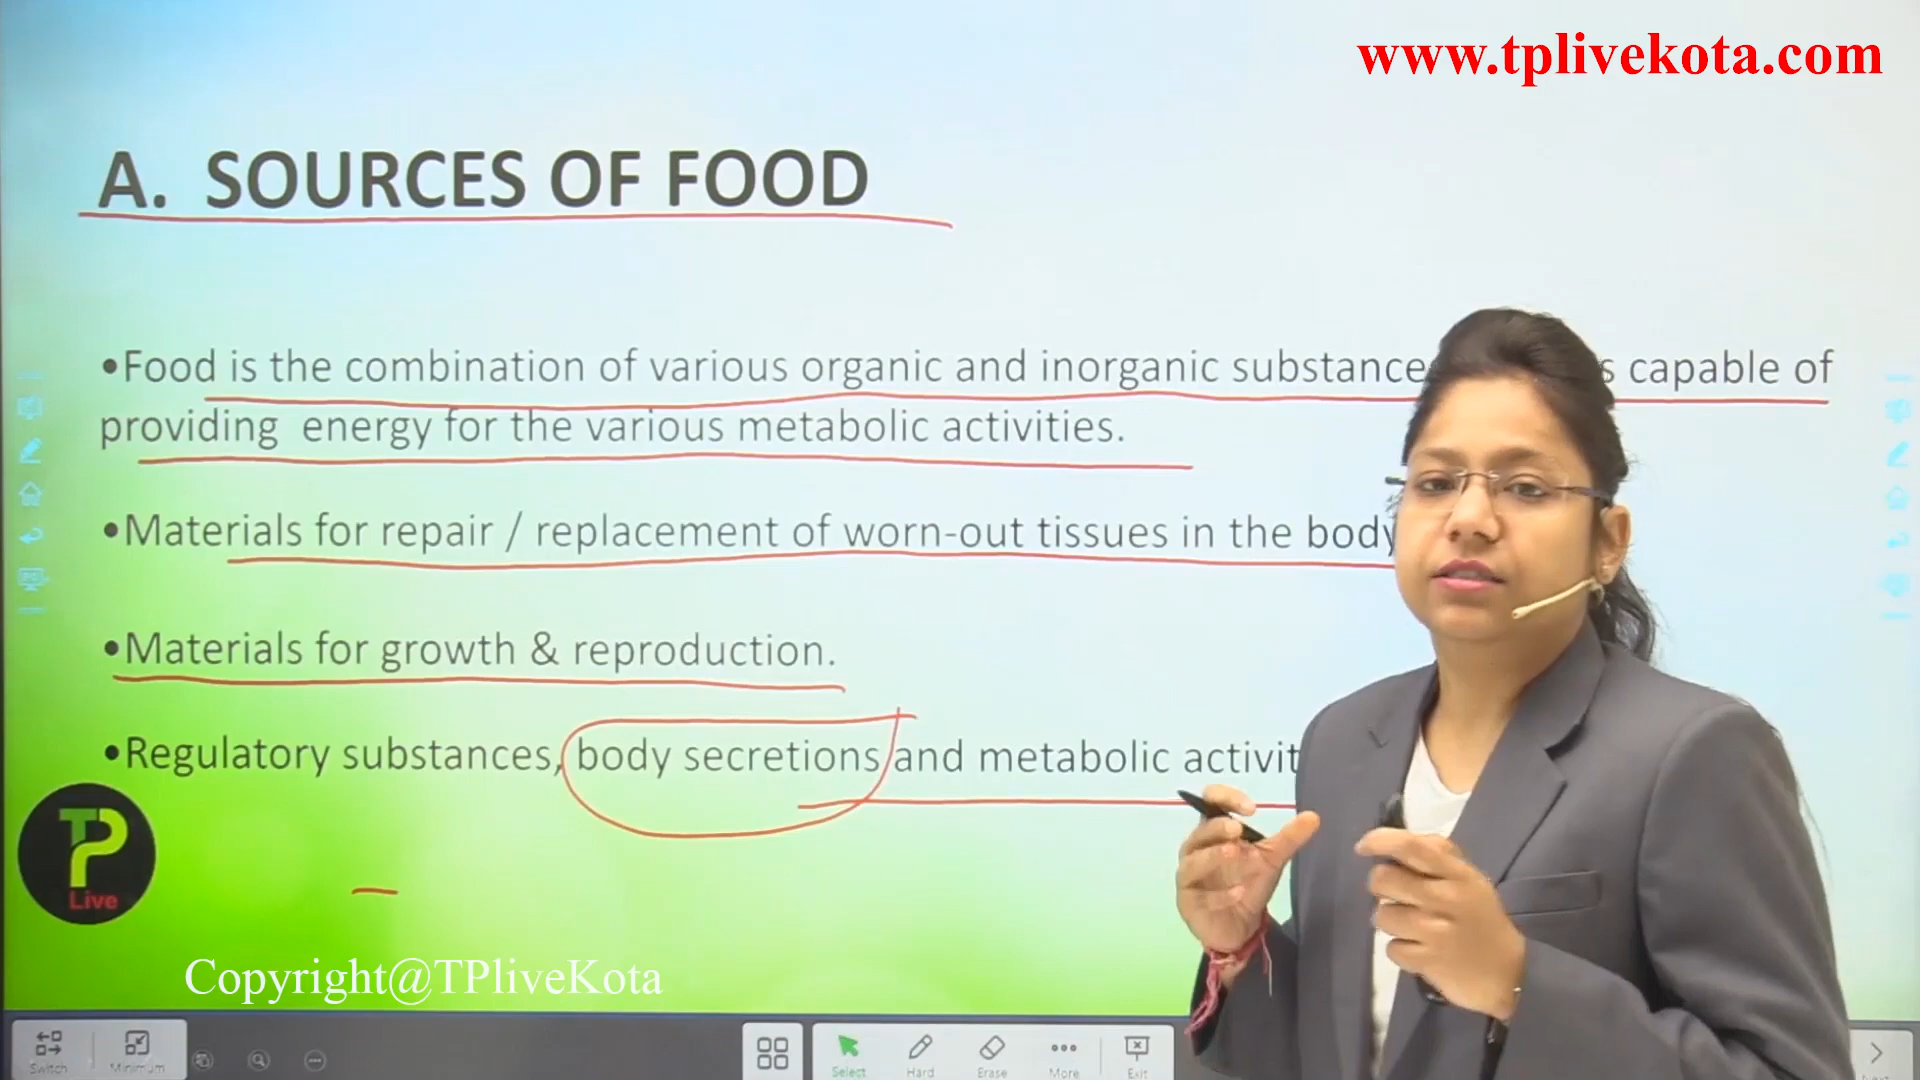 www.tplivekota.com
A. SOURCES OF FOOD
•Food is the combination of various organic and inorganic substance s capable of
providing energy for the various metabolic activities.
•Materials for repair / replacement of worn-out tissues in the body
•Materials for growth & reproduction.
•Regulatory substances, body secretions and metabolic activit
TP
Live
Copyright@TPliveKota
Switch Minimum Select Hard Erase More Exit